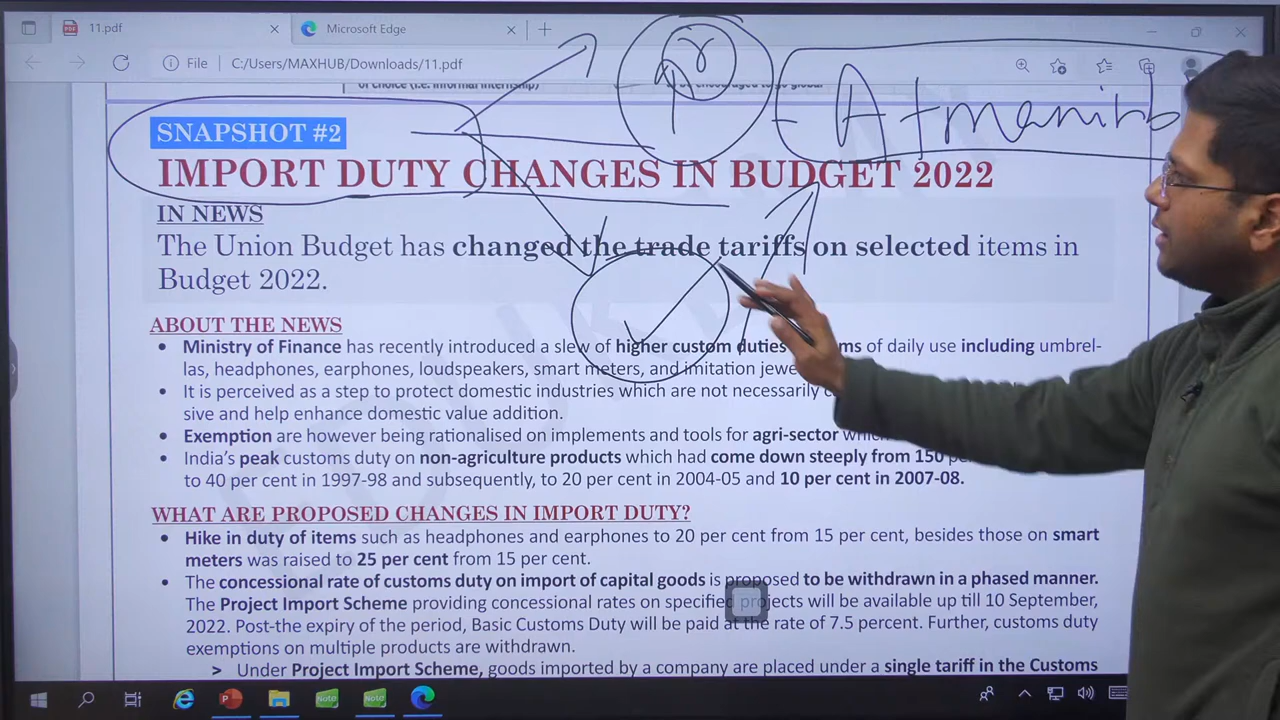 11.pdf
Microsoft Edge
File
C:/Users/MAXHUB/Downloads/11.pdf
of choice (i.e. informal internship)
be encouraged to go global
Pr
Atmanirb
SNAPSHOT #2
IMPORT DUTY CHANGES IN BUDGET 2022
IN NEWS
The Union Budget has changed the trade tariffs on selected items in
Budget 2022.
ABOUT THE NEWS
• Ministry of Finance has recently introduced a slew of higher custom duties of daily use including umbrel-
las, headphones, earphones, loudspeakers, smart meters, and imitation jewe
• It is perceived as a step to protect domestic industries which are not necessarily
sive and help enhance domestic value addition.
• Exemption are however being rationalised on implements and tools for agri-sector
• India's peak customs duty on non-agriculture products which had come down steeply from 150
to 40 per cent in 1997-98 and subsequently, to 20 per cent in 2004-05 and 10 per cent in 2007-08.
WHAT ARE PROPOSED CHANGES IN IMPORT DUTY?
• Hike in duty of items such as headphones and earphones to 20 per cent from 15 per cent, besides those on smart
meters was raised to 25 per cent from 15 per cent.
• The concessional rate of customs duty on import of capital goods is proposed to be withdrawn in a phased manner.
The Project Import Scheme providing concessional rates on specified projects will be available up till 10 September,
2022. Post-the expiry of the period, Basic Customs Duty will be paid at the rate of 7.5 percent. Further, customs duty
exemptions on multiple products are withdrawn.
➤ Under Project Import Scheme, goods imported by a company are placed under a single tariff in the Customs
Note
Note